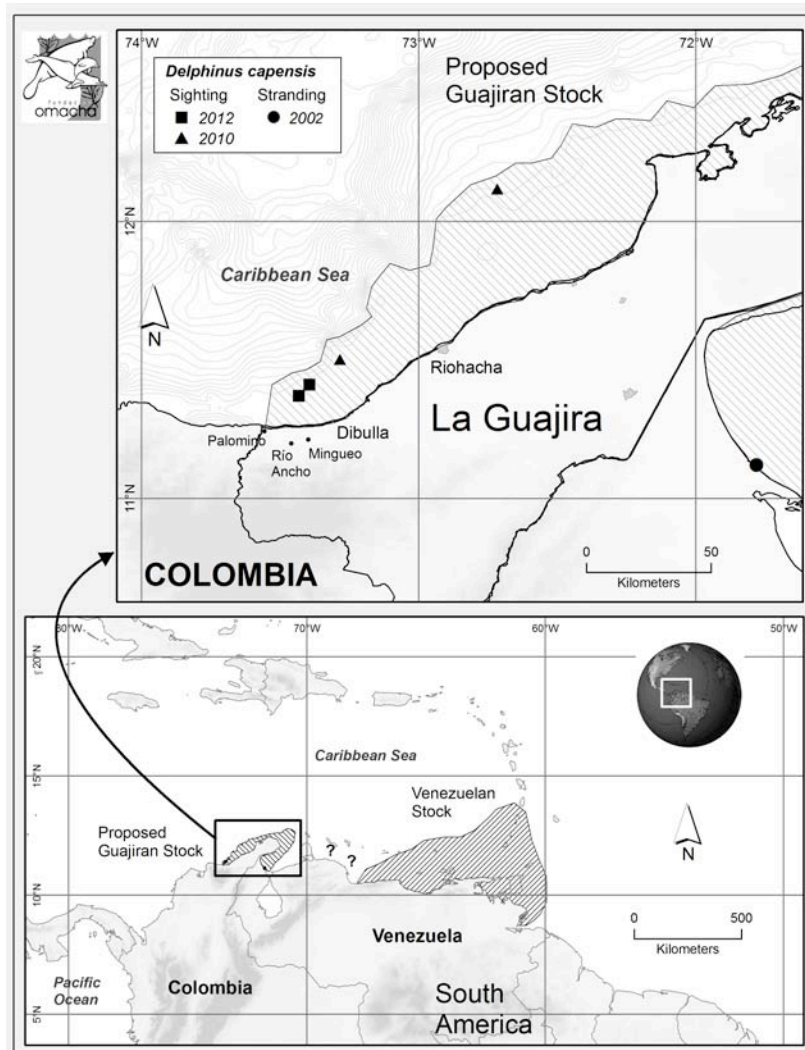 74°W
73°W
72°W
omacha
Delphinus capensis
Sighting
Stranding
2012
2002
2010
Proposed
Guajiran Stock
12°N
Caribbean Sea
N
Riohacha
La Guajira
Palomino
Dibulla
Río
Ancho
Mingueo
11°N
0
50
Kilometers
COLOMBIA
80°W
70°W
60°W
50°W
20°N
Caribbean Sea
15°N
Venezuelan
Stock
Proposed
Guajiran Stock
? ?
N
10°N
0
500
Kilometers
Venezuela
Pacific
Ocean
Colombia
South
America
5°N